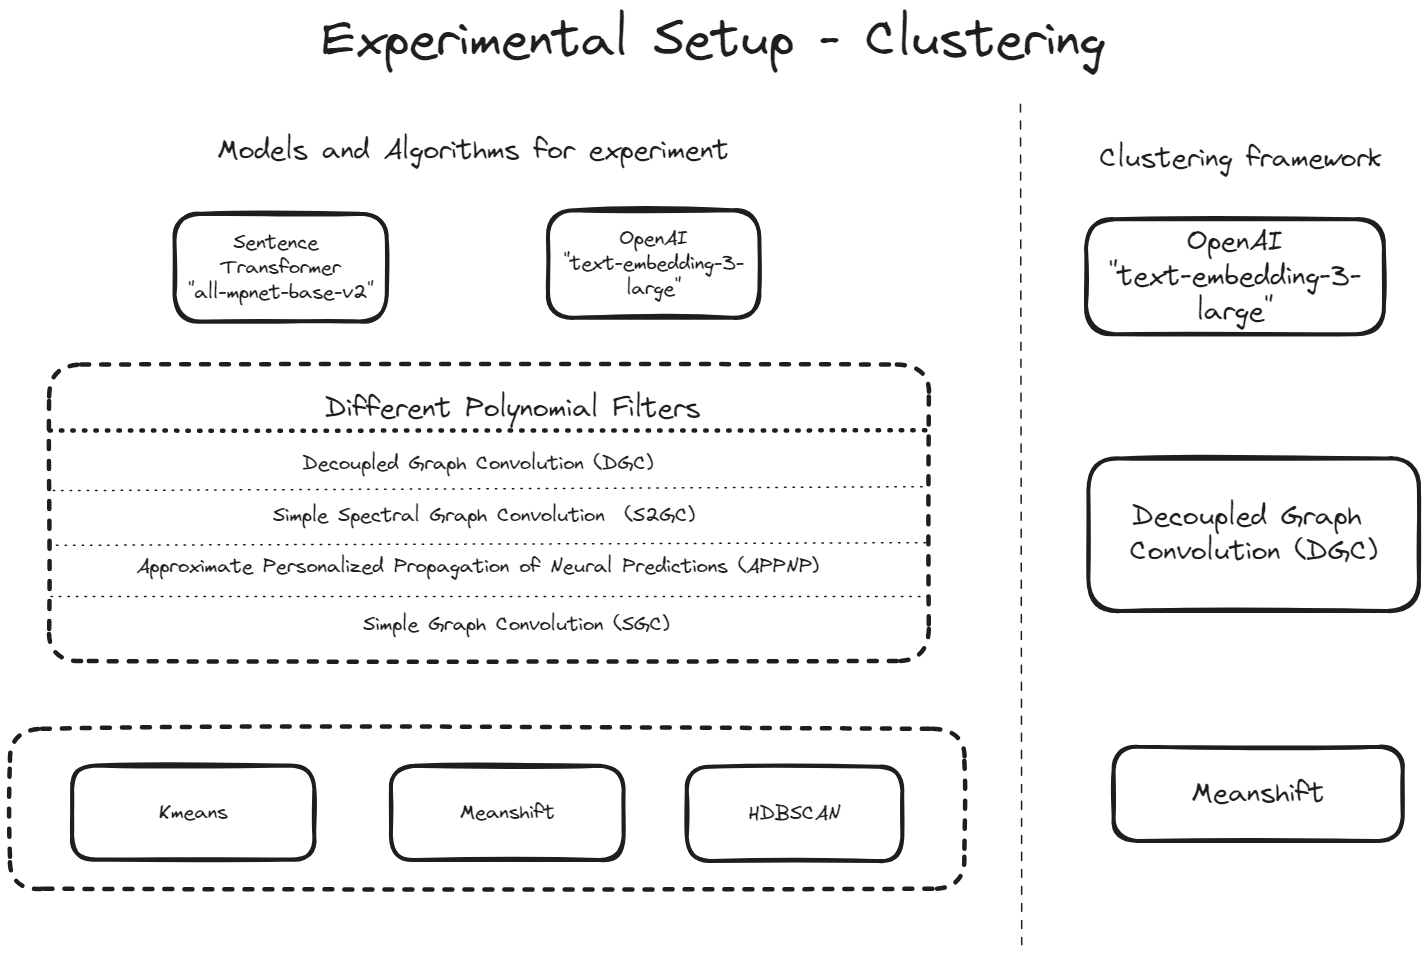 Experimental Setup - Clustering
Models and Algorithms for experiment
Sentence
Transformer
"all-mpnet-base-v2"
OpenAI
"text-embedding-3-
large"
Different Polynomial Filters
Decoupled Graph Convolution (DGC)
Simple Spectral Graph Convolution (S2GC)
Approximate Personalized Propagation of Neural Predictions (APPNP)
Simple Graph Convolution (SGC)
Kmeans
Meanshift
HDBSCAN
Clustering framework
OpenAI
"text-embedding-3-
large"
Decoupled Graph
Convolution (DGC)
Meanshift